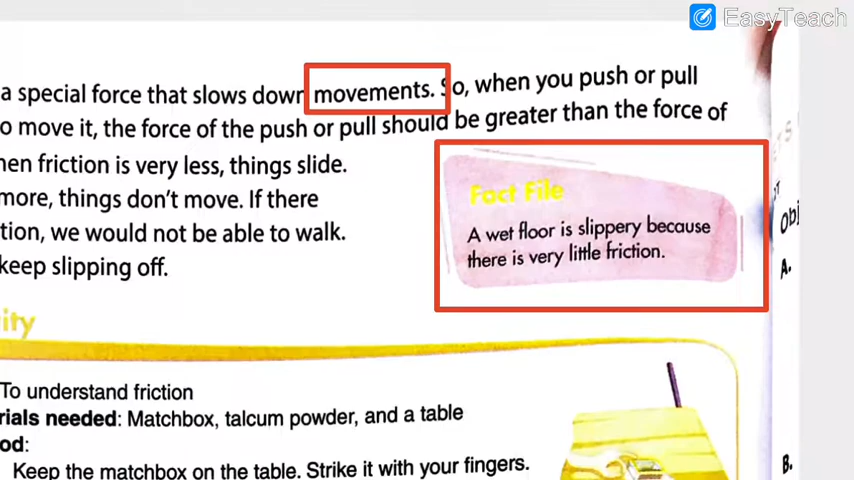 EasyTeach
a special force that slows down movements. So, when you push or pull
o move it, the force of the push or pull should be greater than the force of
hen friction is very less, things slide.
more, things don't move. If there
tion, we would not be able to walk.
keep slipping off.
Fact File
A wet floor is slippery because
there is very little friction.
ity
To understand friction
rials needed: Matchbox, talcum powder, and a table
od:
Keep the matchbox on the table. Strike it with your fingers.
Obj
A.
B.